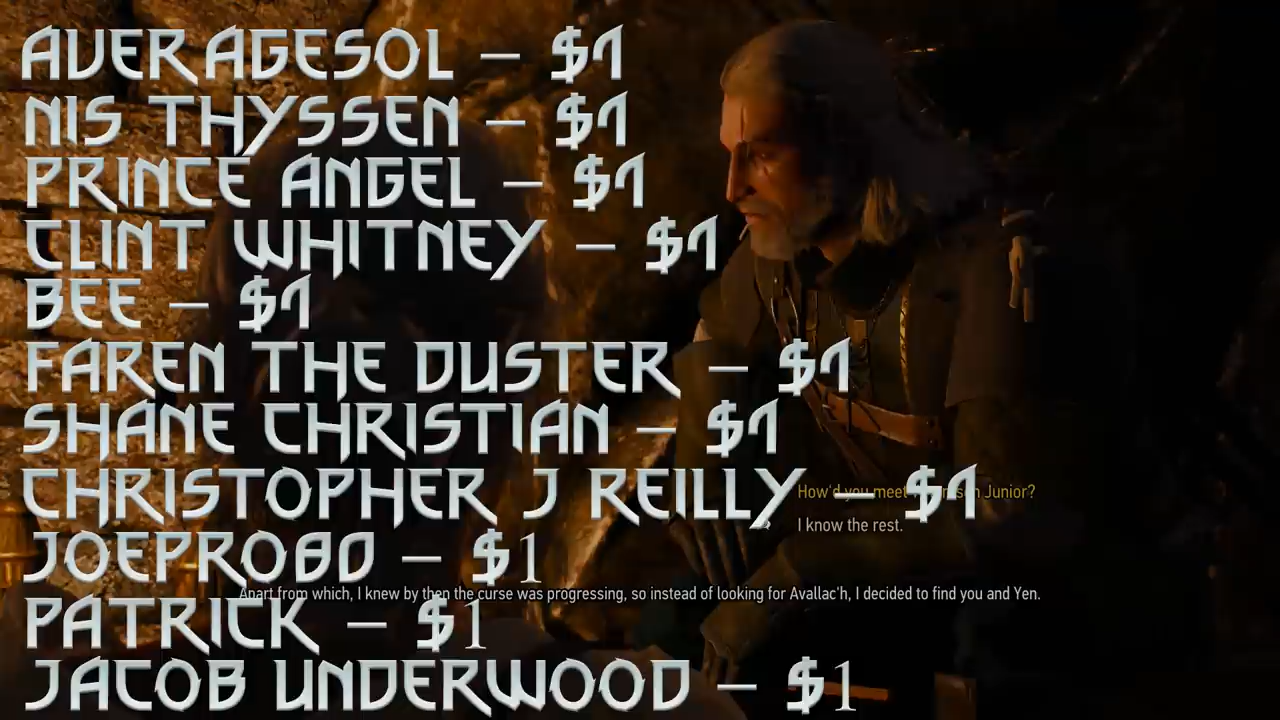 AVERAGESOL – $1
NIS THYSSEN – $1
PRINCE ANGEL – $1
CLINT WHITNEY – $1
BEE – $1
FAREN THE DUSTER – $1
SHANE CHRISTIAN – $1
CHRISTOPHER J REILLY – $1
How'd you meet Junior?
I know the rest.
JOEPRO80 – $1
Apart from which, I knew by then the curse was progressing, so instead of looking for Avallac'h, I decided to find you and Yen.
PATRICK – $1
JACOB UNDERWOOD – $1